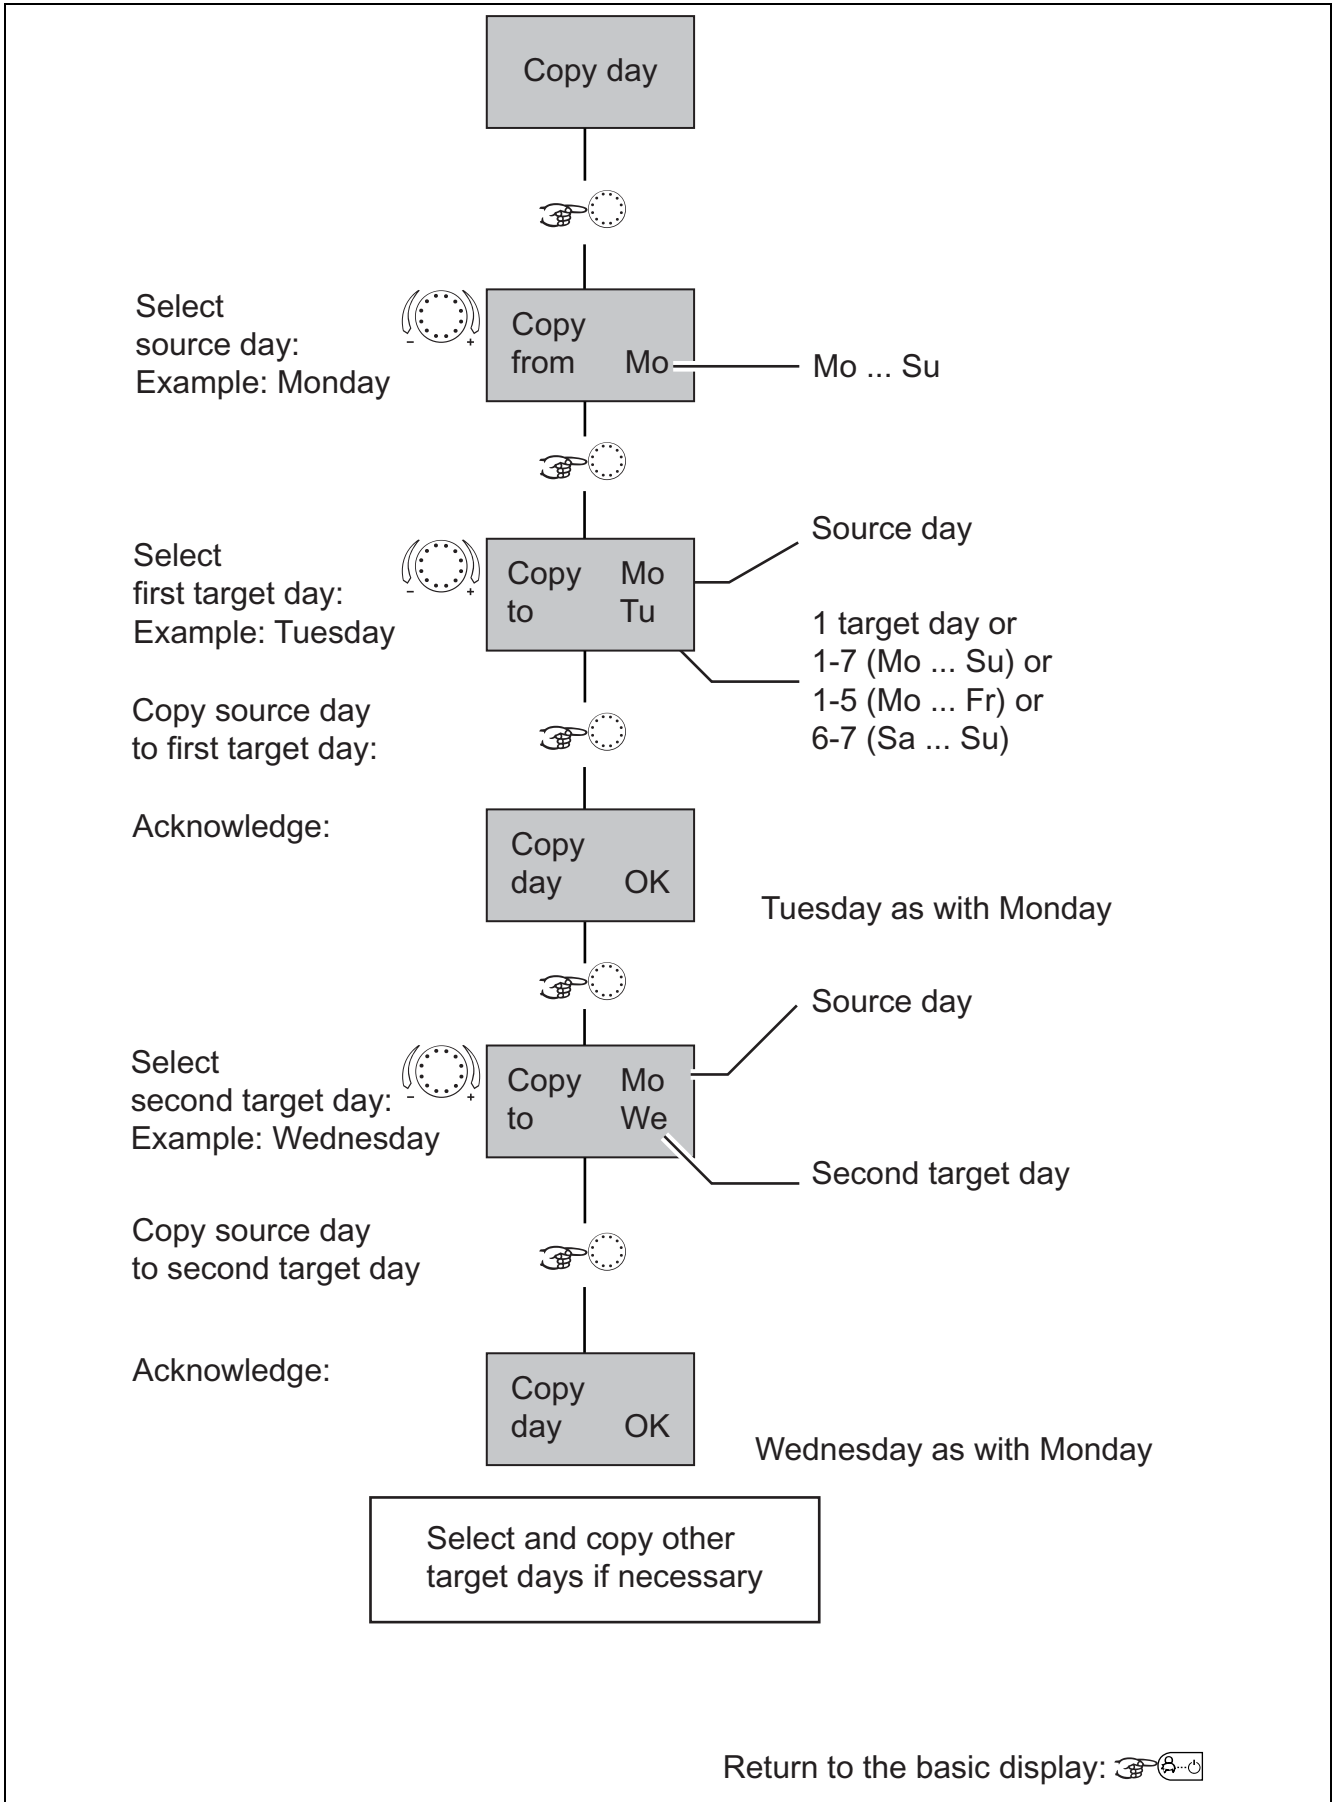 Copy day
Select
source day:
Example: Monday
- +
Copy
from Mo
Mo ... Su
Source day
Select
first target day:
Example: Tuesday
- +
Copy Mo
to Tu
1 target day or
1-7 (Mo ... Su) or
1-5 (Mo ... Fr) or
6-7 (Sa ... Su)
Copy source day
to first target day:
Acknowledge:
Copy
day OK
Tuesday as with Monday
Source day
Select
second target day:
Example: Wednesday
- +
Copy Mo
to We
Second target day
Copy source day
to second target day
Acknowledge:
Copy
day OK
Wednesday as with Monday
Select and copy other
target days if necessary
Return to the basic display: